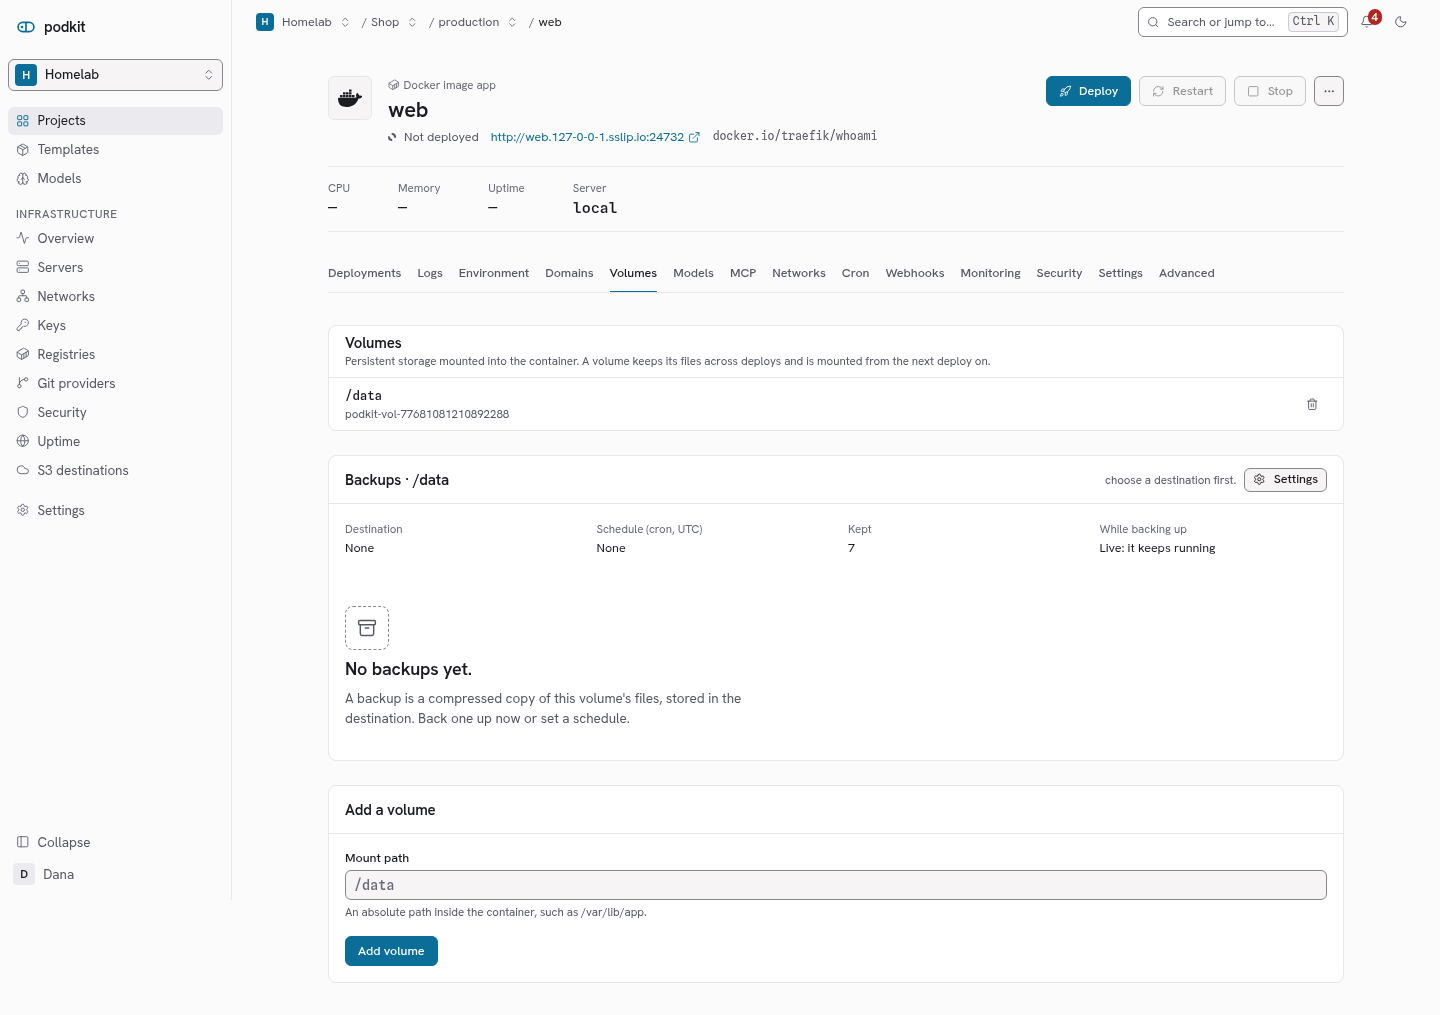 podkit
H Homelab
Projects
Templates
Models
INFRASTRUCTURE
Overview
Servers
Networks
Keys
Registries
Git providers
Security
Uptime
S3 destinations
Settings
Collapse
D Dana
H Homelab / Shop / production / web
Search or jump to... Ctrl K
4
Docker image app
web
Not deployed http://web.127-0-0-1.sslip.io:24732 docker.io/traefik/whoami
Deploy Restart Stop ...
CPU Memory Uptime Server
— — — local
Deployments Logs Environment Domains Volumes Models MCP Networks Cron Webhooks Monitoring Security Settings Advanced
Volumes
Persistent storage mounted into the container. A volume keeps its files across deploys and is mounted from the next deploy on.
/data
podkit-vol-77681081210892288
Backups · /data
choose a destination first. Settings
Destination Schedule (cron, UTC) Kept While backing up
None None 7 Live: it keeps running
No backups yet.
A backup is a compressed copy of this volume's files, stored in the
destination. Back one up now or set a schedule.
Add a volume
Mount path
/data
An absolute path inside the container, such as /var/lib/app.
Add volume